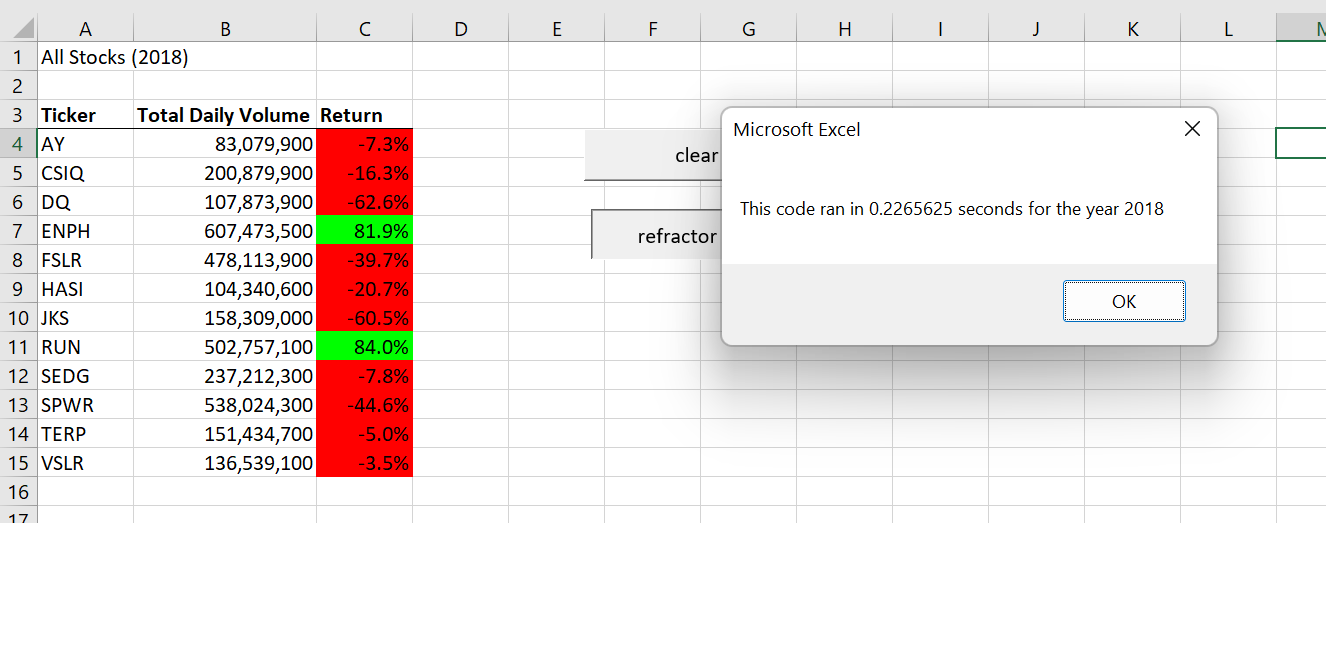 A B C D E F G H I J K L
1 All Stocks (2018)
2
3 Ticker Total Daily Volume Return
4 AY 83,079,900 -7.3%
5 CSIQ 200,879,900 -16.3%
6 DQ 107,873,900 -62.6%
7 ENPH 607,473,500 81.9%
8 FSLR 478,113,900 -39.7%
9 HASI 104,340,600 -20.7%
10 JKS 158,309,000 -60.5%
11 RUN 502,757,100 84.0%
12 SEDG 237,212,300 -7.8%
13 SPWR 538,024,300 -44.6%
14 TERP 151,434,700 -5.0%
15 VSLR 136,539,100 -3.5%
16
17
clear
refractor
Microsoft Excel
This code ran in 0.2265625 seconds for the year 2018
OK